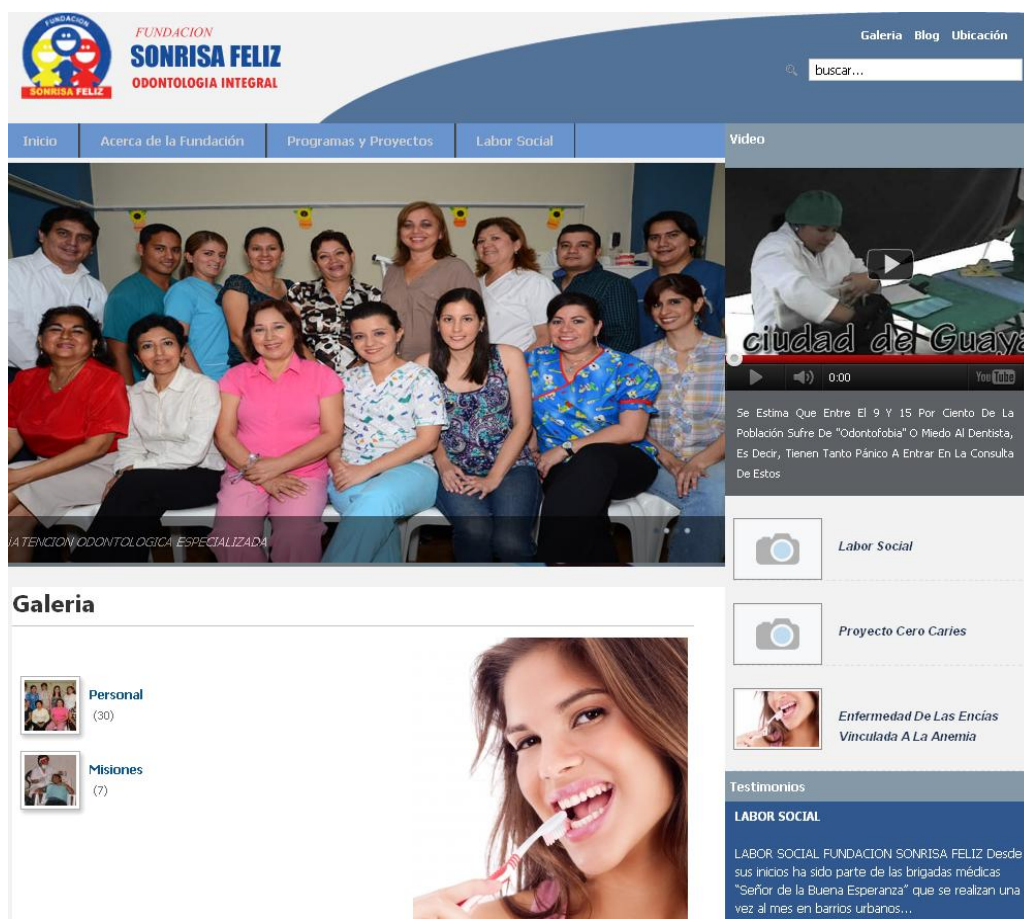 FUNDACION
SONRISA FELIZ
FUNDACION
SONRISA FELIZ
ODONTOLOGIA INTEGRAL
Galeria Blog Ubicación
buscar...
Inicio Acerca de la Fundación Programas y Proyectos Labor Social
ATENCION ODONTOLOGICA ESPECIALIZADA
Galeria
Personal
(30)
Misiones
(7)
Video
ciudad de Guaya
0:00
YouTube
Se Estima Que Entre El 9 Y 15 Por Ciento De La
Población Sufre De "Odontofobia" O Miedo Al Dentista,
Es Decir, Tienen Tanto Pánico A Entrar En La Consulta
De Estos
Labor Social
Proyecto Cero Caries
Enfermedad De Las Encías
Vinculada A La Anemia
Testimonios
LABOR SOCIAL
LABOR SOCIAL FUNDACION SONRISA FELIZ Desde
sus inicios ha sido parte de las brigadas médicas
"Señor de la Buena Esperanza" que se realizan una
vez al mes en barrios urbanos...